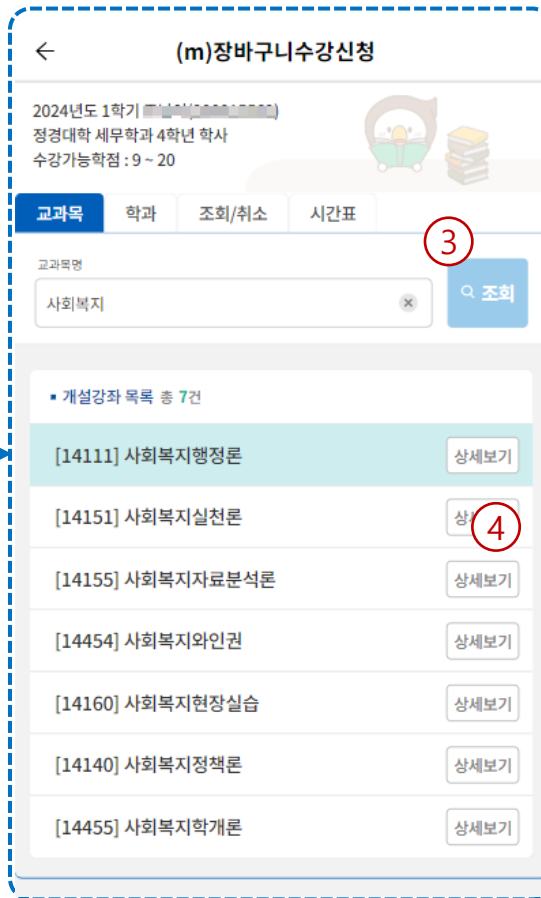 (m)장바구니수강신청
2024년도 1학기
정경대학 세무학과 4학년 학사
수강가능학점 : 9 ~ 20
교과목 학과 조회/취소 시간표
③
교과목명
사회복지 조회
개설강좌 목록 총 7건
[14111] 사회복지행정론 상세보기
[14151] 사회복지실천론 상 ④
[14155] 사회복지자료분석론 상세보기
[14454] 사회복지와인권 상세보기
[14160] 사회복지현장실습 상세보기
[14140] 사회복지정책론 상세보기
[14455] 사회복지학개론 상세보기